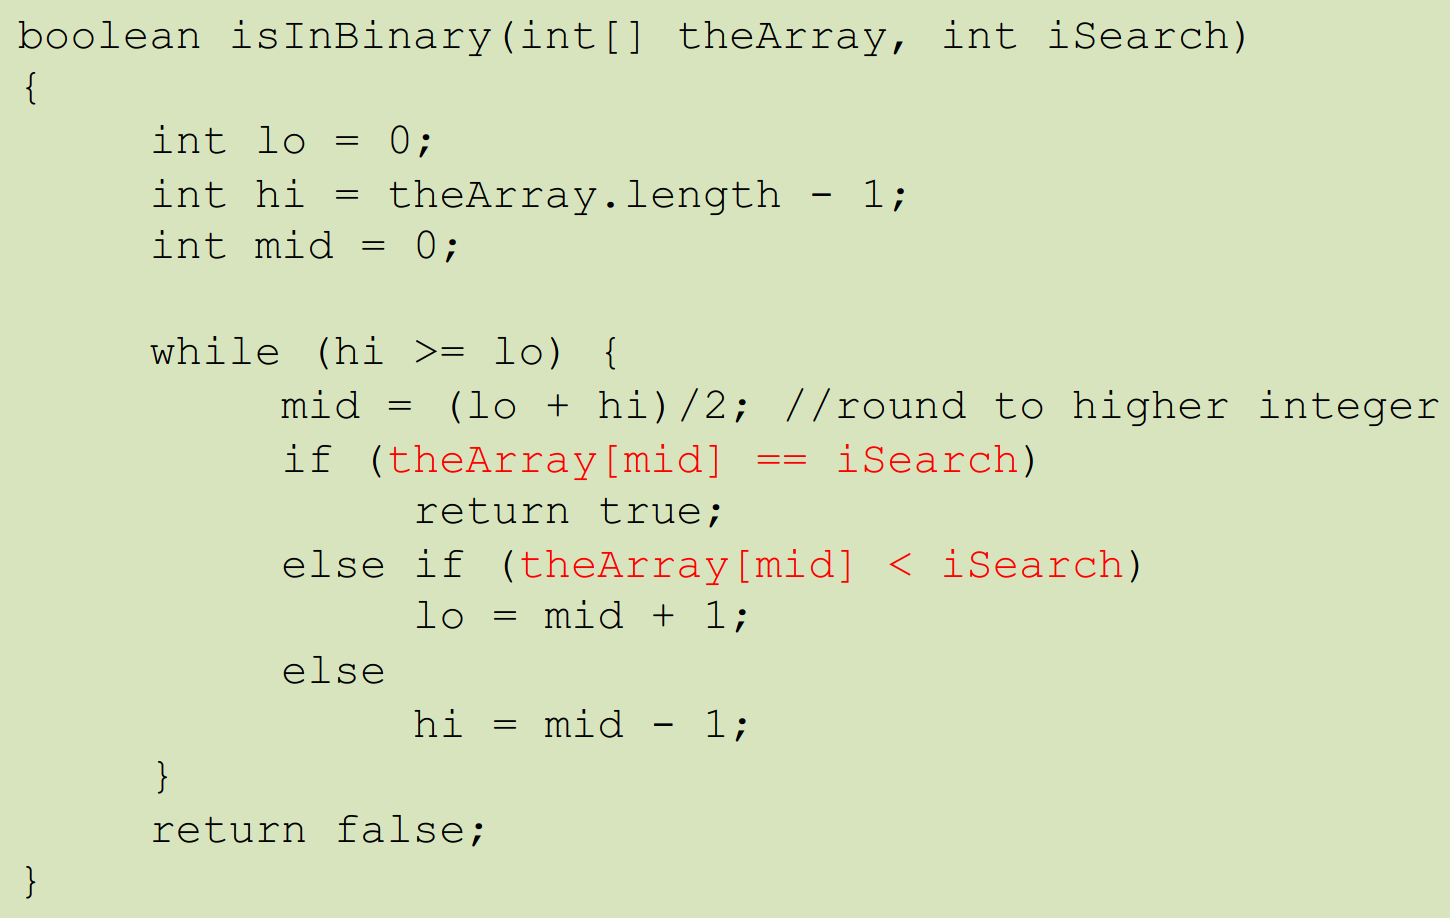 boolean isInBinary(int[] theArray, int iSearch)
{
     int lo = 0;
     int hi = theArray.length - 1;
     int mid = 0;

     while (hi >= lo) {
          mid = (lo + hi)/2; //round to higher integer
          if (theArray[mid] == iSearch)
               return true;
          else if (theArray[mid] < iSearch)
               lo = mid + 1;
          else
               hi = mid - 1;
     }
     return false;
}